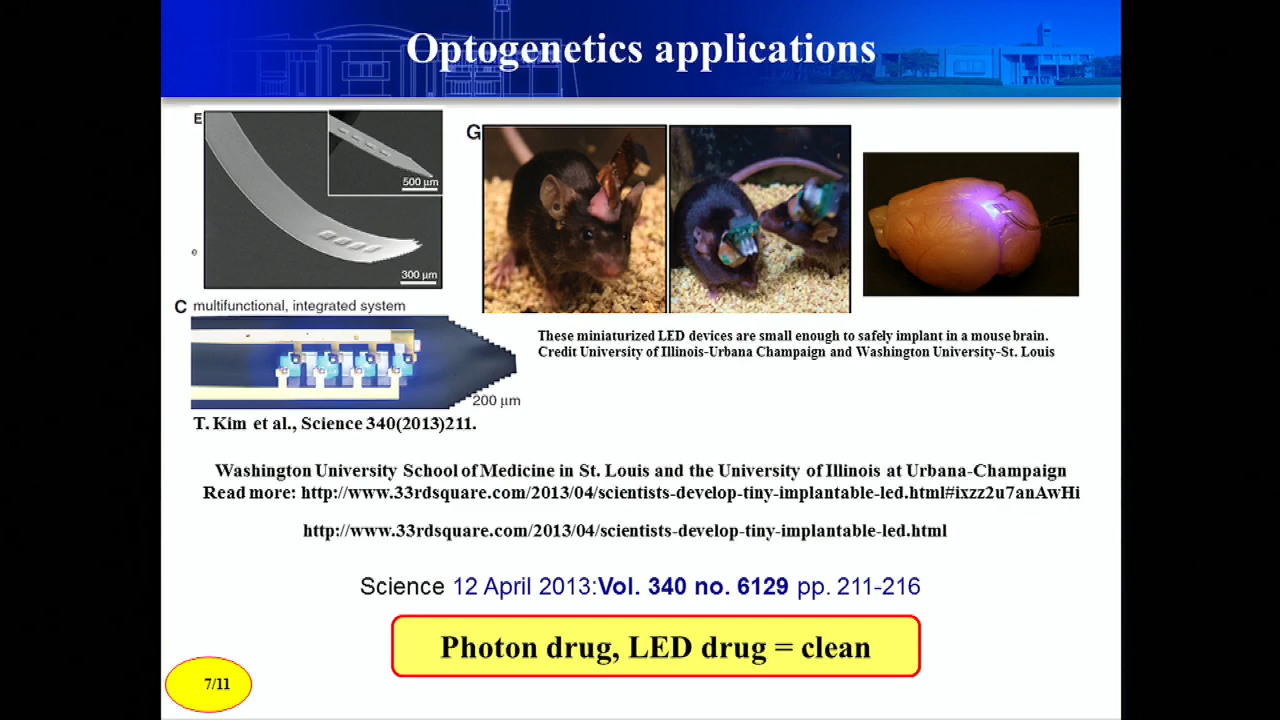 Optogenetics applications
E
500 µm
e
300 µm
G
C multifunctional, integrated system
200 µm
These miniaturized LED devices are small enough to safely implant in a mouse brain.
Credit University of Illinois-Urbana Champaign and Washington University-St. Louis
T. Kim et al., Science 340(2013)211.
Washington University School of Medicine in St. Louis and the University of Illinois at Urbana-Champaign
Read more: http://www.33rdsquare.com/2013/04/scientists-develop-tiny-implantable-led.html#ixzz2u7anAwHi
http://www.33rdsquare.com/2013/04/scientists-develop-tiny-implantable-led.html
Science 12 April 2013:Vol. 340 no. 6129 pp. 211-216
Photon drug, LED drug = clean
7/11